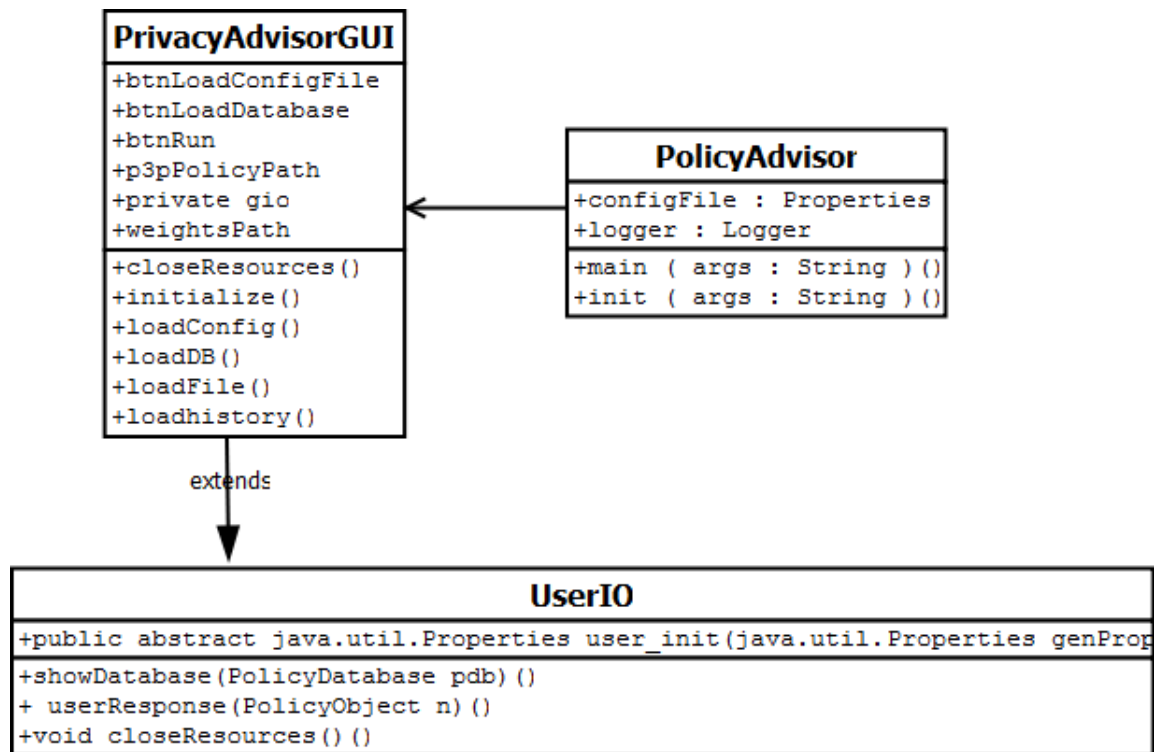 PrivacyAdvisorGUI
+btnLoadConfigFile
+btnLoadDatabase
+btnRun
+p3pPolicyPath
+private gio
+weightsPath
+closeResources()
+initialize()
+loadConfig()
+loadDB()
+loadFile()
+loadhistory()
PolicyAdvisor
+configFile : Properties
+logger : Logger
+main ( args : String )()
+init ( args : String )()
extends
UserIO
+public abstract java.util.Properties user_init(java.util.Properties genProp
+showDatabase(PolicyDatabase pdb)()
+ userResponse(PolicyObject n)()
+void closeResources()()